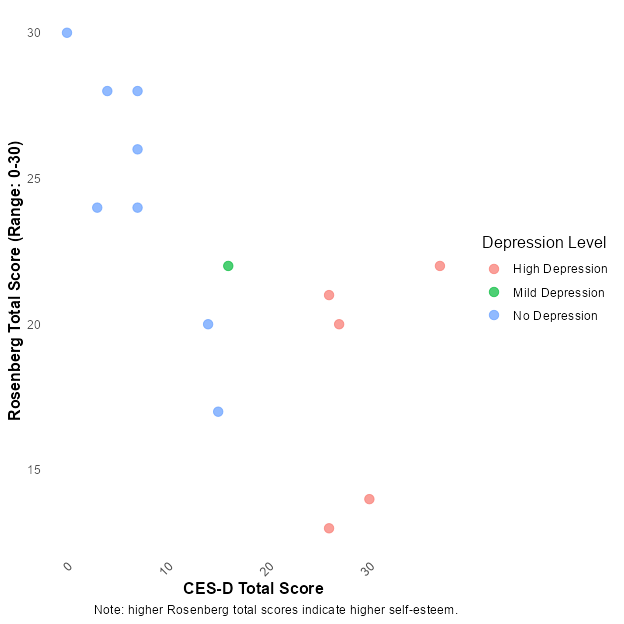 Rosenberg Total Score (Range: 0-30)
30
25
20
15
0
10
20
30
CES-D Total Score
Note: higher Rosenberg total scores indicate higher self-esteem.
Depression Level
High Depression
Mild Depression
No Depression